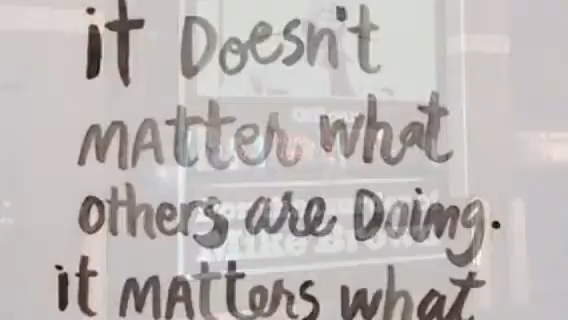 it Doesn't
MAtter what
others are Doing.
it MAtters what